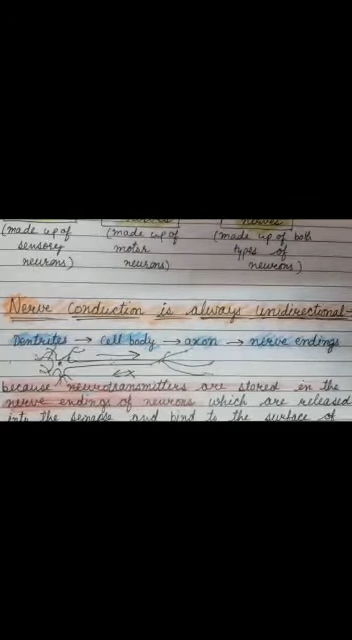 nerves
(made up of (made up of (made up of both
sensory motor types of
neurons) neurons) neurons)
Nerve conduction is always unidirectional-
Dentrites → cell body → axon → nerve endings
because neurotransmitters are stored in the
nerve endings of neurons which are released
into the synapse and bind to the surface of